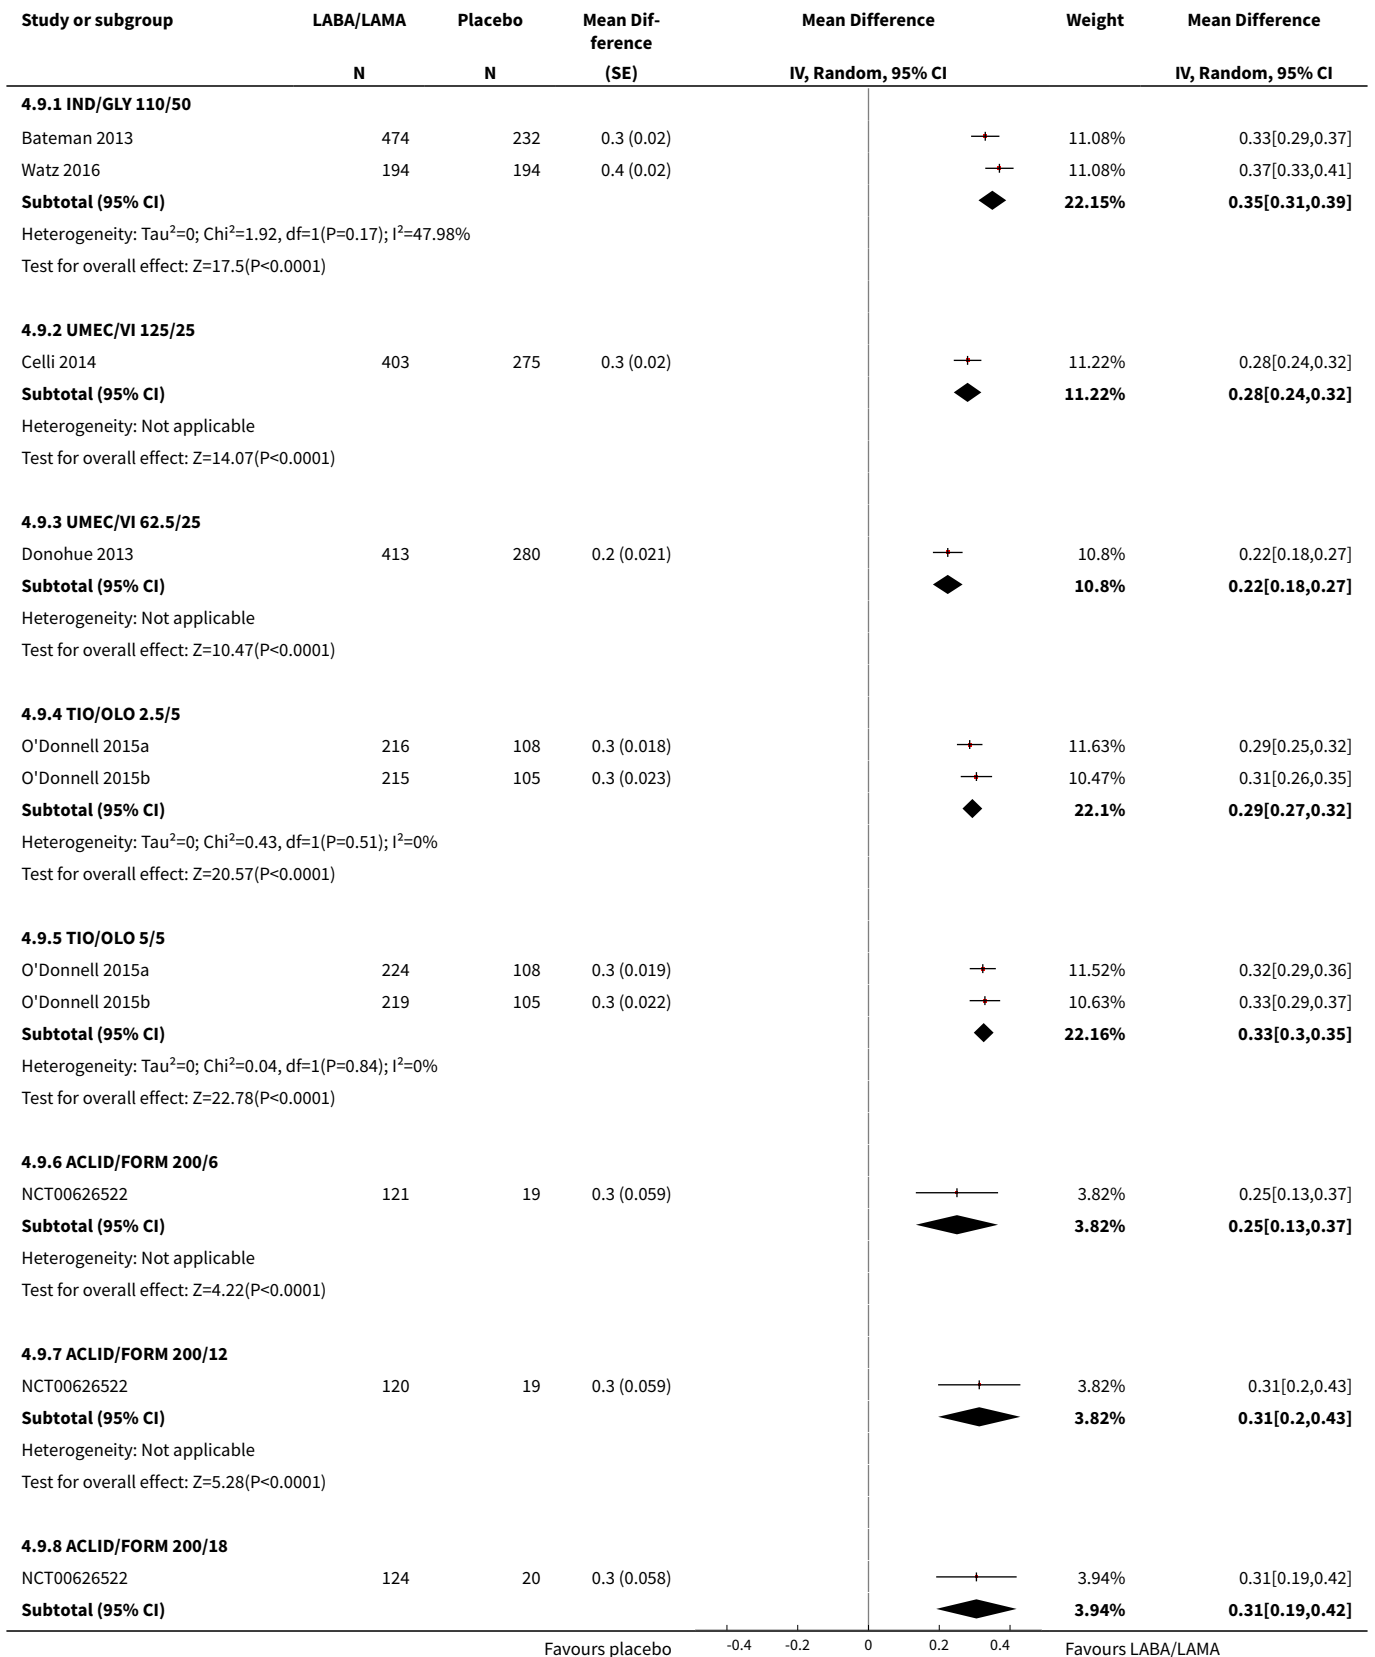 Study or subgroup LABA/LAMA Placebo Mean Dif- Mean Difference Weight Mean Difference
ference
N N (SE) IV, Random, 95% CI IV, Random, 95% CI
4.9.1 IND/GLY 110/50
Bateman 2013 474 232 0.3 (0.02) 11.08% 0.33[0.29,0.37]
Watz 2016 194 194 0.4 (0.02) 11.08% 0.37[0.33,0.41]
Subtotal (95% CI) 22.15% 0.35[0.31,0.39]
Heterogeneity: Tau²=0; Chi²=1.92, df=1(P=0.17); I²=47.98%
Test for overall effect: Z=17.5(P<0.0001)
4.9.2 UMEC/VI 125/25
Celli 2014 403 275 0.3 (0.02) 11.22% 0.28[0.24,0.32]
Subtotal (95% CI) 11.22% 0.28[0.24,0.32]
Heterogeneity: Not applicable
Test for overall effect: Z=14.07(P<0.0001)
4.9.3 UMEC/VI 62.5/25
Donohue 2013 413 280 0.2 (0.021) 10.8% 0.22[0.18,0.27]
Subtotal (95% CI) 10.8% 0.22[0.18,0.27]
Heterogeneity: Not applicable
Test for overall effect: Z=10.47(P<0.0001)
4.9.4 TIO/OLO 2.5/5
O'Donnell 2015a 216 108 0.3 (0.018) 11.63% 0.29[0.25,0.32]
O'Donnell 2015b 215 105 0.3 (0.023) 10.47% 0.31[0.26,0.35]
Subtotal (95% CI) 22.1% 0.29[0.27,0.32]
Heterogeneity: Tau²=0; Chi²=0.43, df=1(P=0.51); I²=0%
Test for overall effect: Z=20.57(P<0.0001)
4.9.5 TIO/OLO 5/5
O'Donnell 2015a 224 108 0.3 (0.019) 11.52% 0.32[0.29,0.36]
O'Donnell 2015b 219 105 0.3 (0.022) 10.63% 0.33[0.29,0.37]
Subtotal (95% CI) 22.16% 0.33[0.3,0.35]
Heterogeneity: Tau²=0; Chi²=0.04, df=1(P=0.84); I²=0%
Test for overall effect: Z=22.78(P<0.0001)
4.9.6 ACLID/FORM 200/6
NCT00626522 121 19 0.3 (0.059) 3.82% 0.25[0.13,0.37]
Subtotal (95% CI) 3.82% 0.25[0.13,0.37]
Heterogeneity: Not applicable
Test for overall effect: Z=4.22(P<0.0001)
4.9.7 ACLID/FORM 200/12
NCT00626522 120 19 0.3 (0.059) 3.82% 0.31[0.2,0.43]
Subtotal (95% CI) 3.82% 0.31[0.2,0.43]
Heterogeneity: Not applicable
Test for overall effect: Z=5.28(P<0.0001)
4.9.8 ACLID/FORM 200/18
NCT00626522 124 20 0.3 (0.058) 3.94% 0.31[0.19,0.42]
Subtotal (95% CI) 3.94% 0.31[0.19,0.42]
Favours placebo -0.4 -0.2 0 0.2 0.4 Favours LABA/LAMA